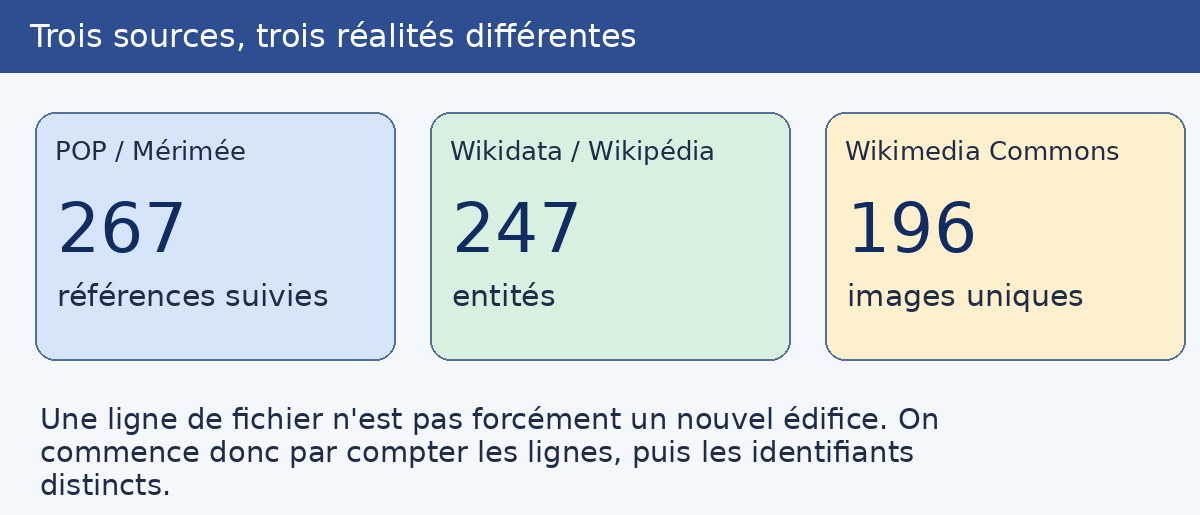 Trois sources, trois réalités différentes
POP / Mérimée
267
références suivies
Wikidata / Wikipédia
247
entités
Wikimedia Commons
196
images uniques
Une ligne de fichier n'est pas forcément un nouvel édifice. On
commence donc par compter les lignes, puis les identifiants
distincts.